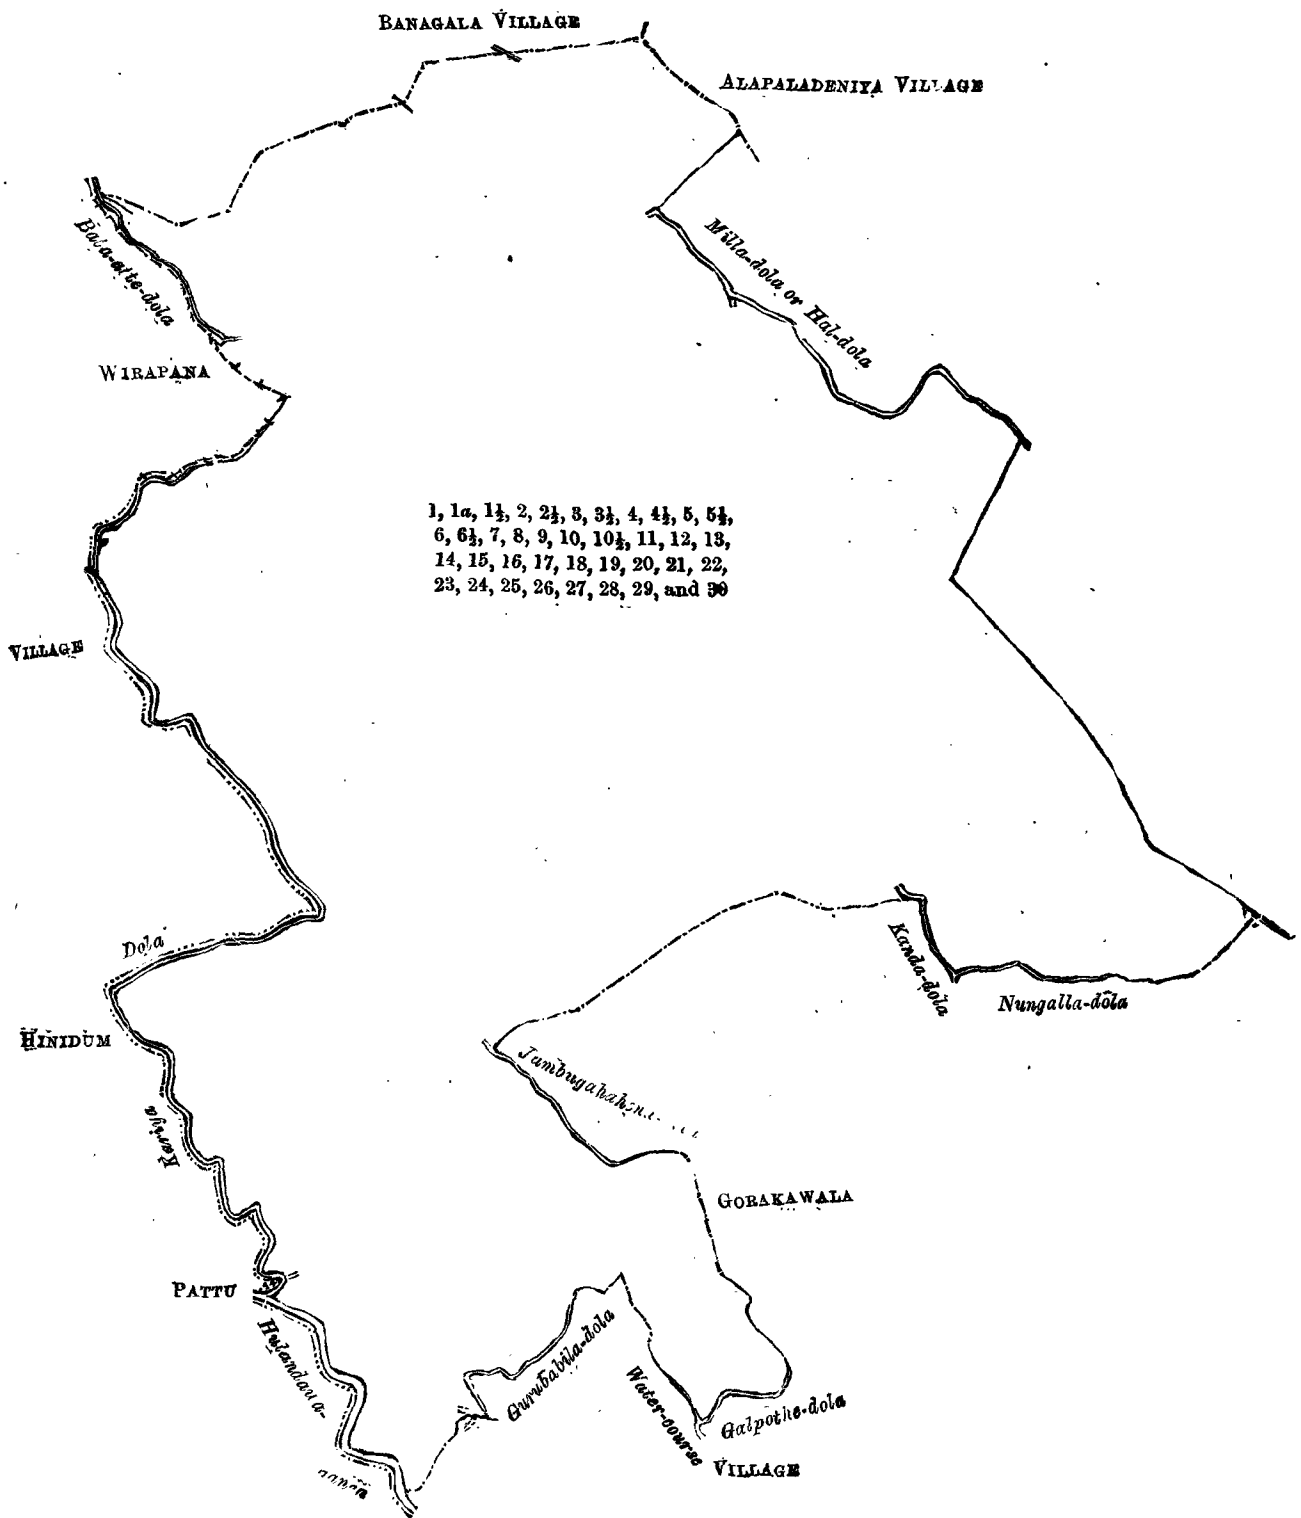 BANAGALA VILLAGE
ALAPALADENIYA VILLAGE
Milla-dola or Hal-dola
WIRAPANA
1, 1a, 1½, 2, 2½, 3, 3½, 4, 4½, 5, 5½,
6, 6½, 7, 8, 9, 10, 10½, 11, 12, 13,
14, 15, 16, 17, 18, 19, 20, 21, 22,
23, 24, 25, 26, 27, 28, 29, and 30
VILLAGE
Dola
Kanda-dola
Nungalla-dola
HINIDUM
Kariya
GORAKAWALA
PATTU
Gurubabila-dola
Water-course
Galpothe-dola
VILLAGE